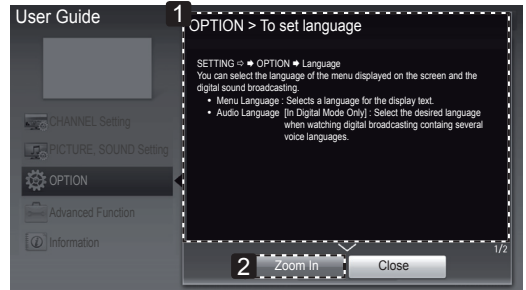 User Guide
1
OPTION > To set language
SETTING ⇨ ➡ OPTION ➡ Language
You can select the language of the menu displayed on the screen and the
digital sound broadcasting.
• Menu Language : Selects a language for the display text.
• Audio Language [In Digital Mode Only] : Select the desired language
when watching digital broadcasting containg several
voice languages.
CHANNEL Setting
PICTURE, SOUND Setting
OPTION
Advanced Function
Information
1/2
2
Zoom In
Close